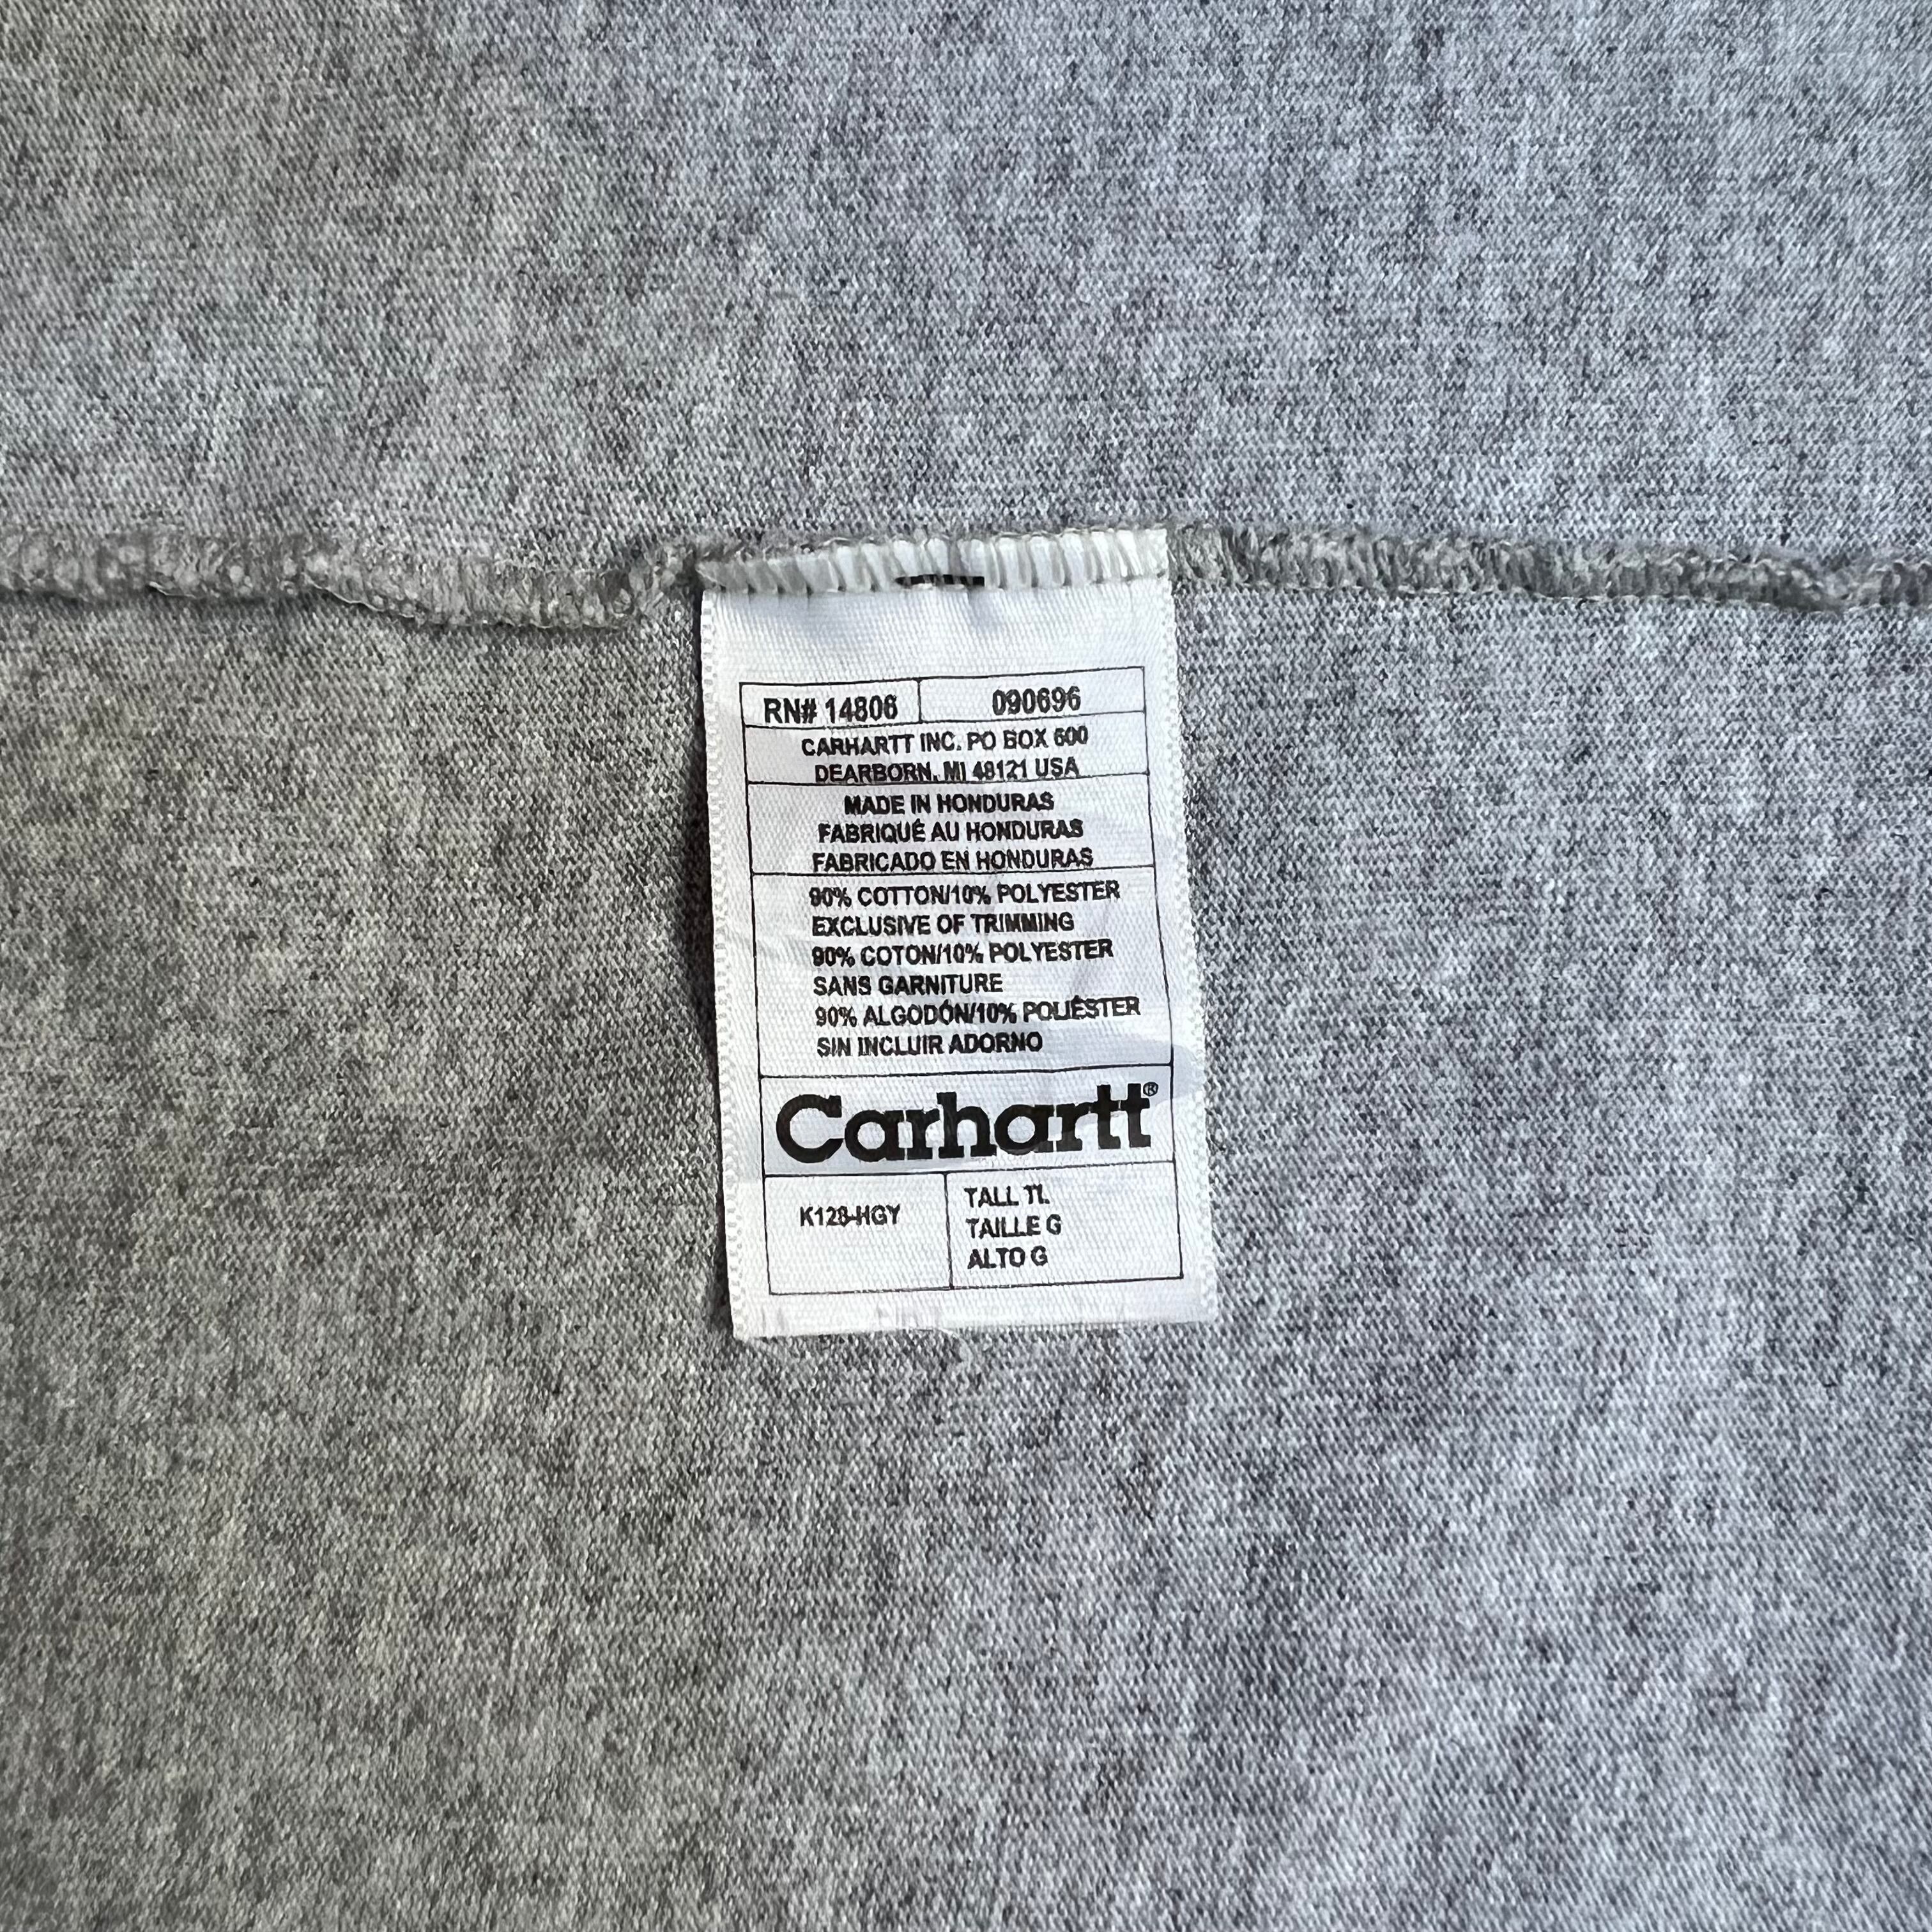 RN# 14806 090696
CARHARTT INC. PO BOX 600
DEARBORN, MI 48121 USA
MADE IN HONDURAS
FABRIQUÉ AU HONDURAS
FABRICADO EN HONDURAS
90% COTTON/10% POLYESTER
EXCLUSIVE OF TRIMMING
90% COTON/10% POLYESTER
SANS GARNITURE
90% ALGODÓN/10% POLIÉSTER
SIN INCLUIR ADORNO
Carhartt®
K128-HGY
TALL TL
TAILLE G
ALTO G